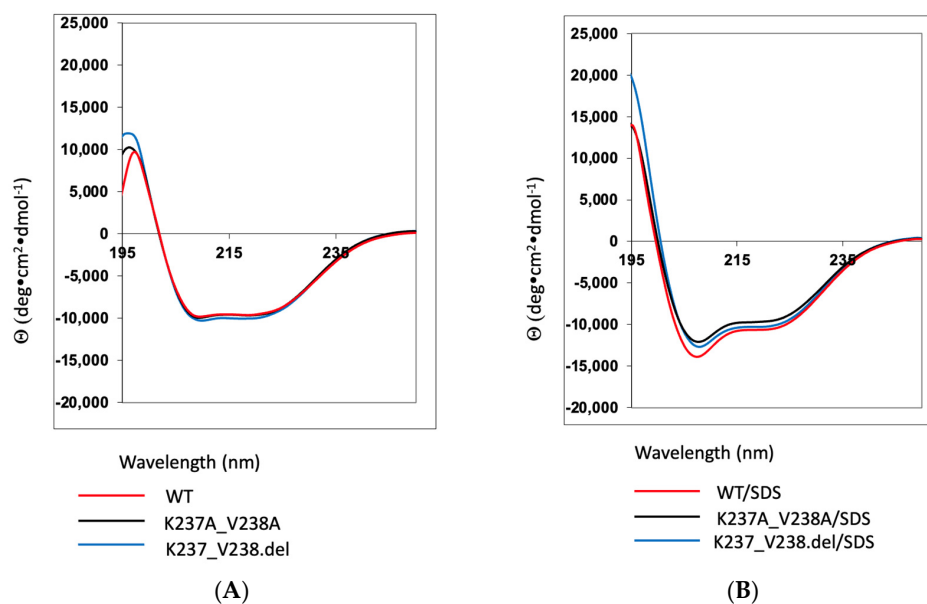 25,000
20,000
15,000
10,000
5,000
0
-5,000
-10,000
-15,000
-20,000
195 215 235
Θ (deg•cm²•dmol⁻¹)
Wavelength (nm)
WT
K237A_V238A
K237_V238.del
(A)
25,000
20,000
15,000
10,000
5,000
0
-5,000
-10,000
-15,000
-20,000
195 215 235
Θ (deg•cm²•dmol⁻¹)
Wavelength (nm)
WT/SDS
K237A_V238A/SDS
K237_V238.del/SDS
(B)